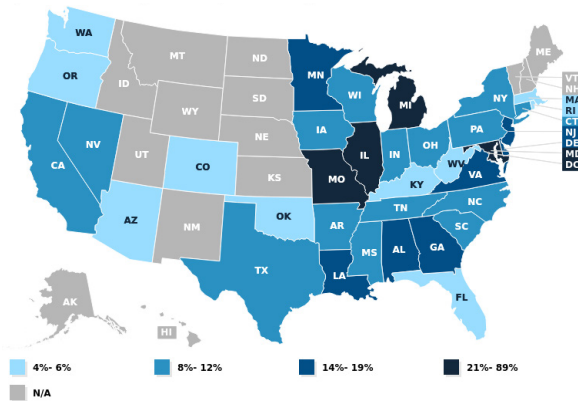 WA
OR
CA
NV
ID
MT
WY
UT
AZ
CO
NM
ND
SD
NE
KS
OK
TX
MN
IA
MO
AR
LA
WI
IL
MI
IN
OH
KY
TN
MS
AL
GA
FL
SC
NC
VA
WV
PA
NY
ME
VT
NH
MA
RI
CT
NJ
DE
MD
DC
AK
HI
4%- 6%
8%- 12%
14%- 19%
21%- 89%
N/A